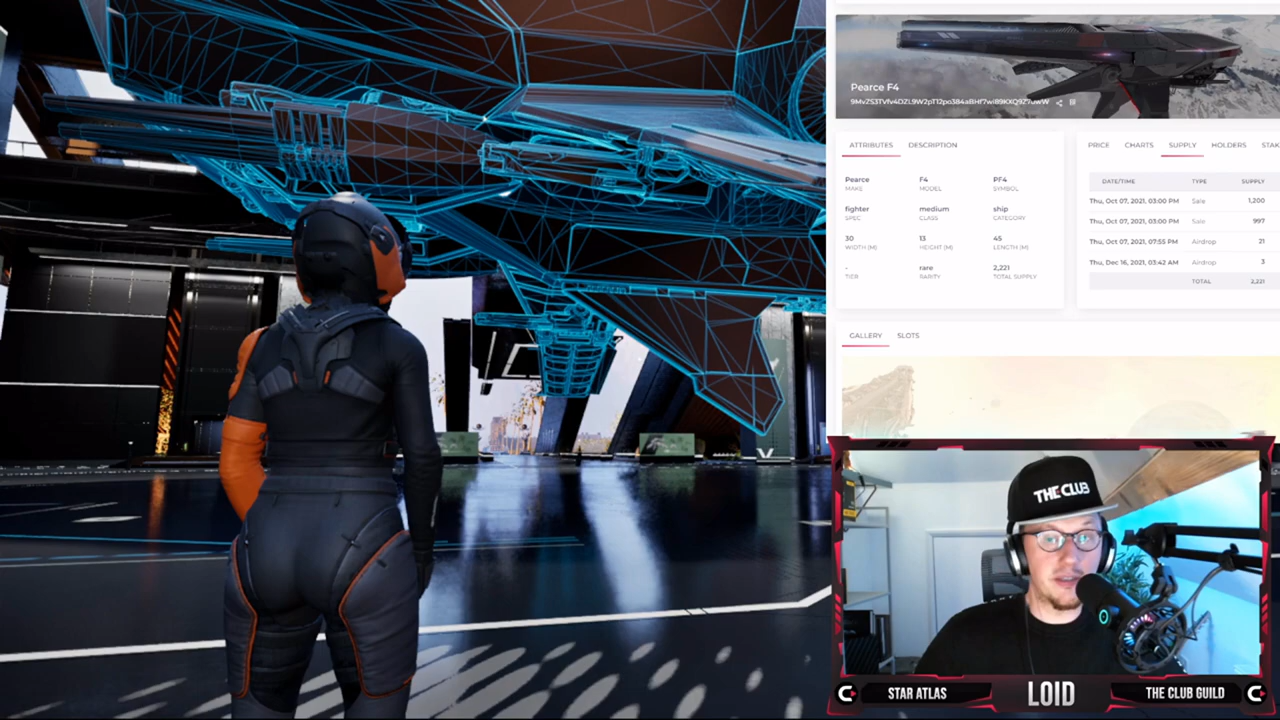 Pearce F4
ATTRIBUTES DESCRIPTION
Pearce F4 PF4
MAKE MODEL SYMBOL
fighter medium ship
SPEC CLASS CATEGORY
30 13 45
WIDTH (M) HEIGHT (M) LENGTH (M)
- rare 2,221
TIER RARITY TOTAL SUPPLY
PRICE CHARTS SUPPLY HOLDERS STAK
DATE/TIME TYPE SUPPLY
Thu, Oct 07, 2021, 03:00 PM Sale 1,200
Thu, Oct 07, 2021, 03:00 PM Sale 997
Thu, Oct 07, 2021, 07:55 PM Airdrop 21
Thu, Dec 16, 2021, 03:42 AM Airdrop 3
TOTAL 2,221
GALLERY SLOTS
THE CLUB
STAR ATLAS LOID THE CLUB GUILD